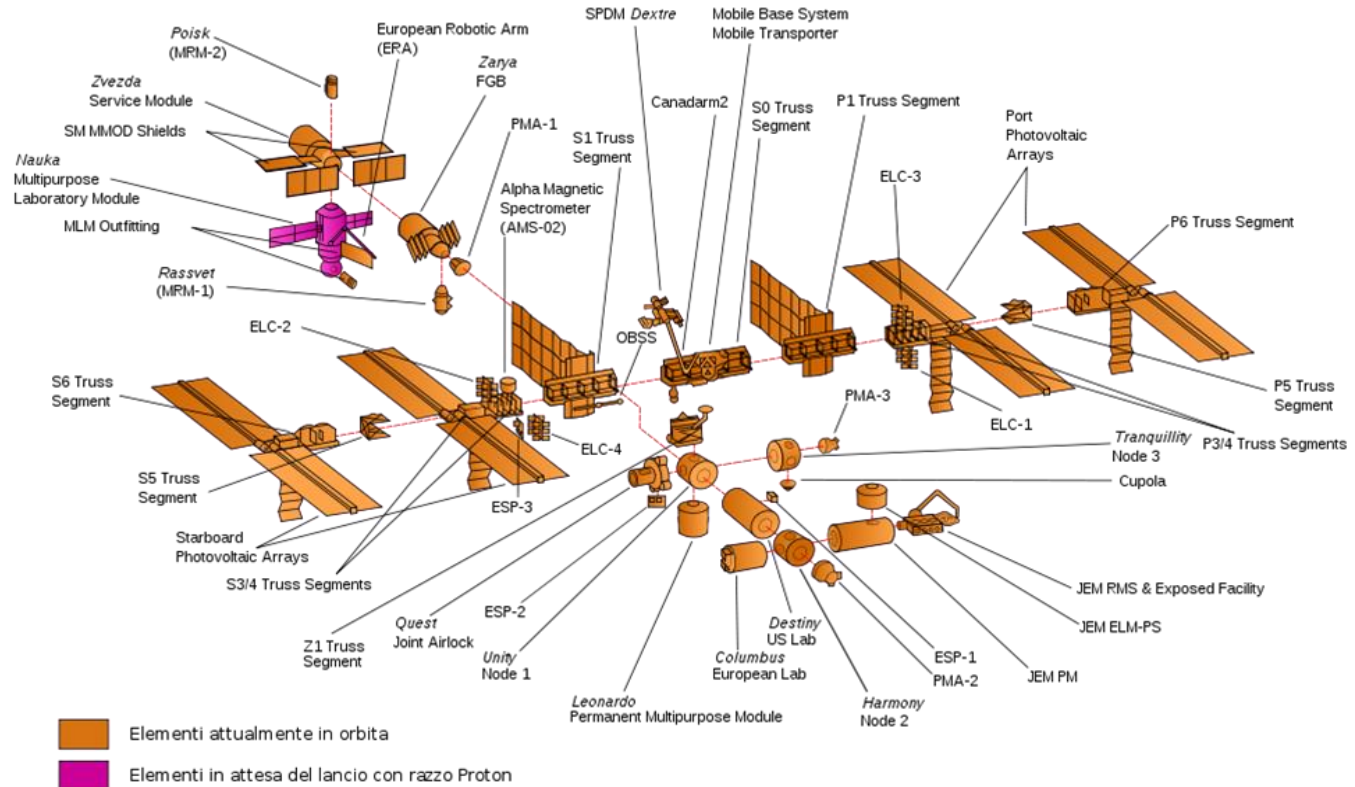 SPDM Dextre
Mobile Base System
Mobile Transporter
Poisk
(MRM-2)
European Robotic Arm
(ERA)
Zarya
FGB
Zvezda
Service Module
SM MMOD Shields
Nauka
Multipurpose
Laboratory Module
MLM Outfitting
Rassvet
(MRM-1)
PMA-1
Alpha Magnetic
Spectrometer
(AMS-02)
S1 Truss
Segment
Canadarm2
S0 Truss
Segment
P1 Truss Segment
Port
Photovoltaic
Arrays
ELC-3
P6 Truss Segment
ELC-2
OBSS
S6 Truss
Segment
P5 Truss
Segment
PMA-3
ELC-1
P3/4 Truss Segments
Tranquillity
Node 3
Cupola
ELC-4
S5 Truss
Segment
ESP-3
Starboard
Photovoltaic Arrays
S3/4 Truss Segments
Z1 Truss
Segment
Quest
Joint Airlock
ESP-2
Unity
Node 1
Leonardo
Permanent Multipurpose Module
Columbus
European Lab
Destiny
US Lab
Harmony
Node 2
ESP-1
PMA-2
JEM PM
JEM ELM-PS
JEM RMS & Exposed Facility
Elementi attualmente in orbita
Elementi in attesa del lancio con razzo Proton